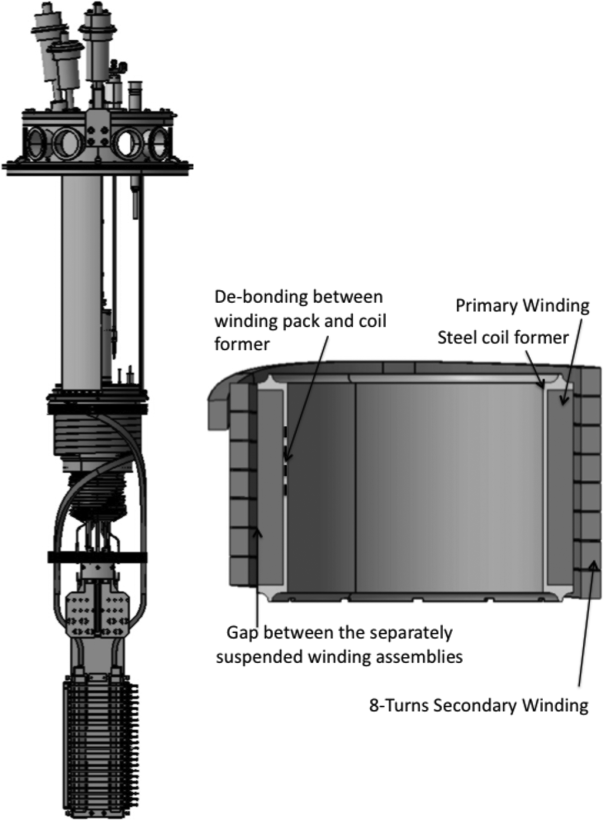 De-bonding between
winding pack and coil
former
Primary Winding
Steel coil former
Gap between the separately
suspended winding assemblies
8-Turns Secondary Winding